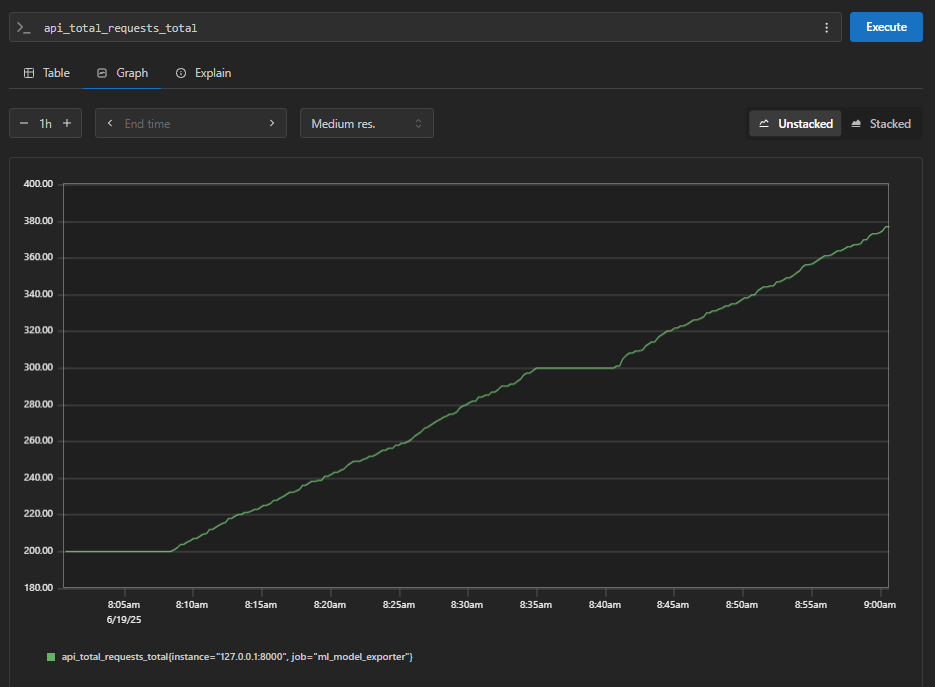 >_ api_total_requests_total
Execute
Table Graph Explain
− 1h + < End time > Medium res. Unstacked Stacked
400.00
380.00
360.00
340.00
320.00
300.00
280.00
260.00
240.00
220.00
200.00
180.00
8:05am 8:10am 8:15am 8:20am 8:25am 8:30am 8:35am 8:40am 8:45am 8:50am 8:55am 9:00am
6/19/25
api_total_requests_total{instance="127.0.0.1:8000", job="ml_model_exporter"}